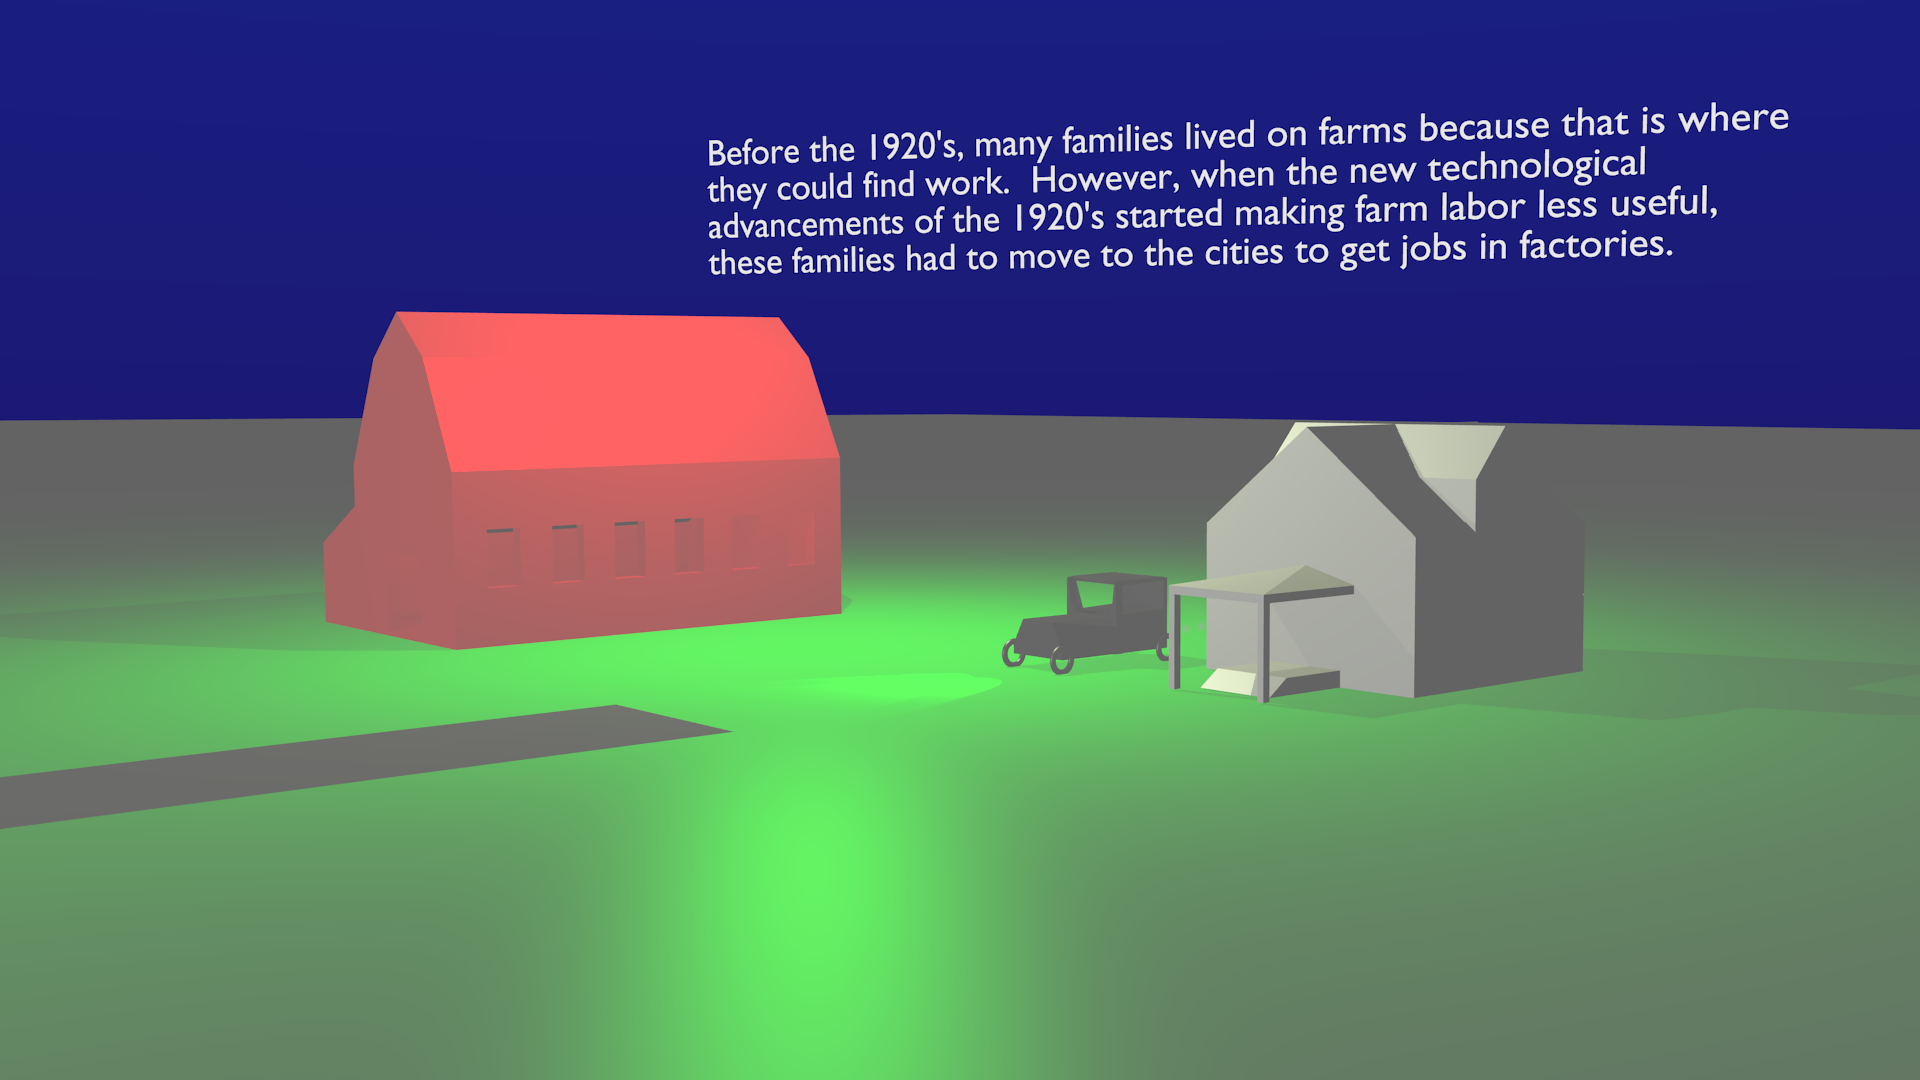 Before the 1920's, many families lived on farms because that is where
they could find work.  However, when the new technological
advancements of the 1920's started making farm labor less useful,
these families had to move to the cities to get jobs in factories.